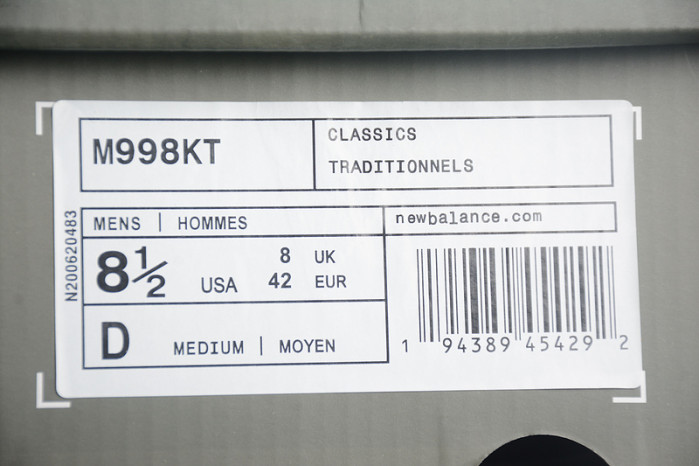 M998KT
CLASSICS
TRADITIONNELS
N200620483
MENS | HOMMES
newbalance.com
8½ USA
8 UK
42 EUR
D MEDIUM | MOYEN
1 94389 45429 2